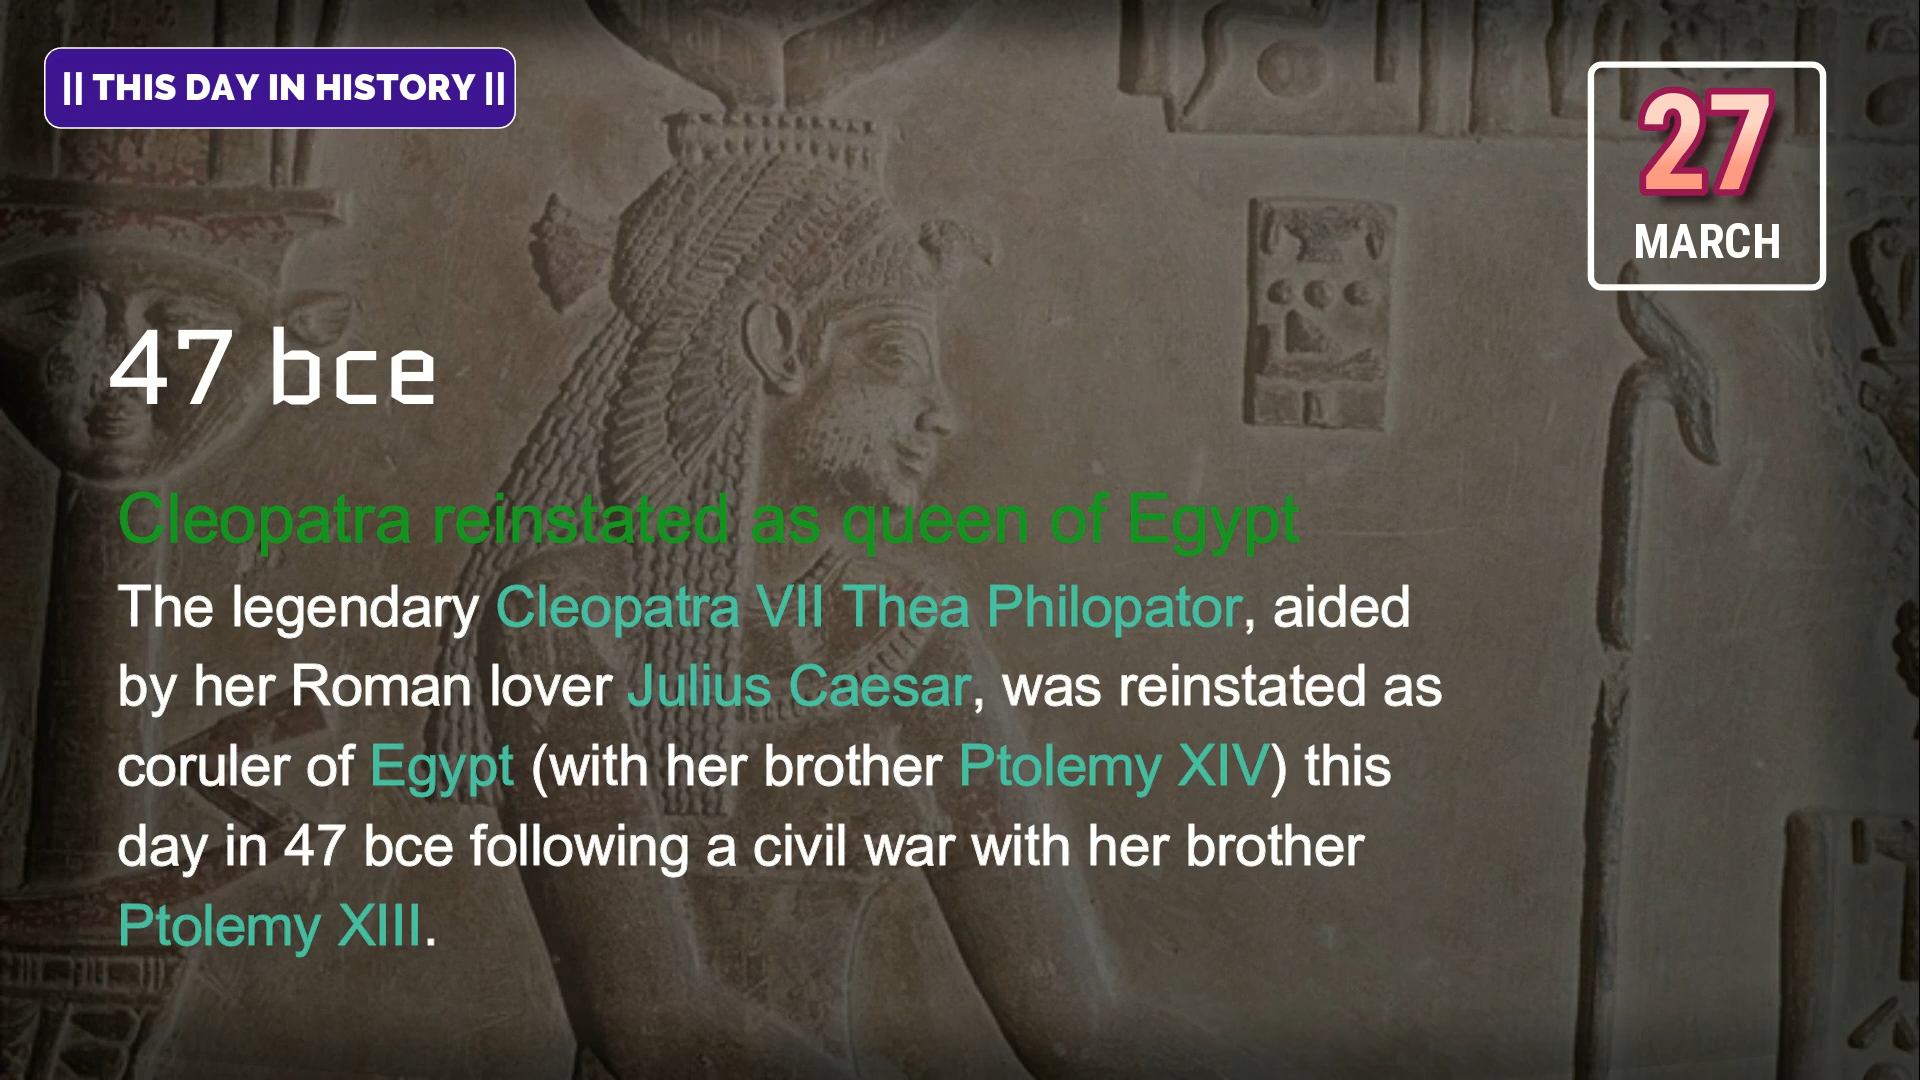 || THIS DAY IN HISTORY ||
27
MARCH
47 bce
Cleopatra reinstated as queen of Egypt
The legendary Cleopatra VII Thea Philopator, aided
by her Roman lover Julius Caesar, was reinstated as
coruler of Egypt (with her brother Ptolemy XIV) this
day in 47 bce following a civil war with her brother
Ptolemy XIII.